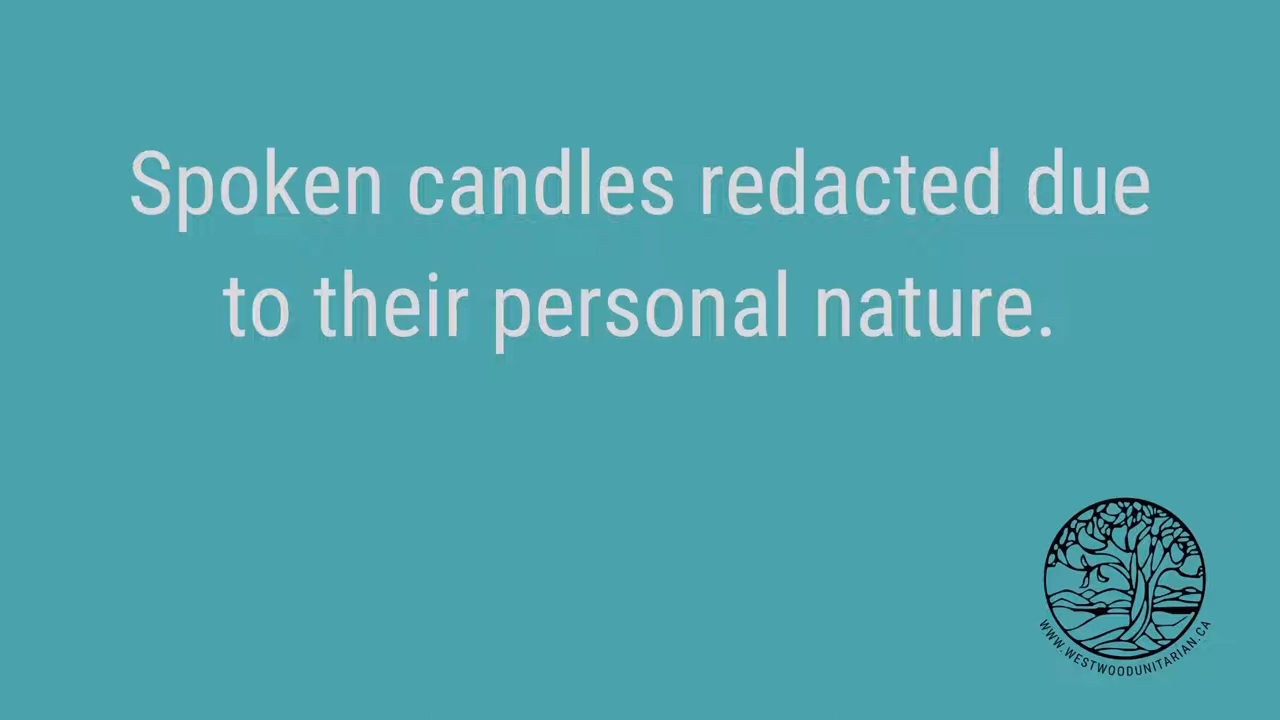 Spoken candles redacted due
to their personal nature.
WWW.WESTWOODUNITARIAN.CA